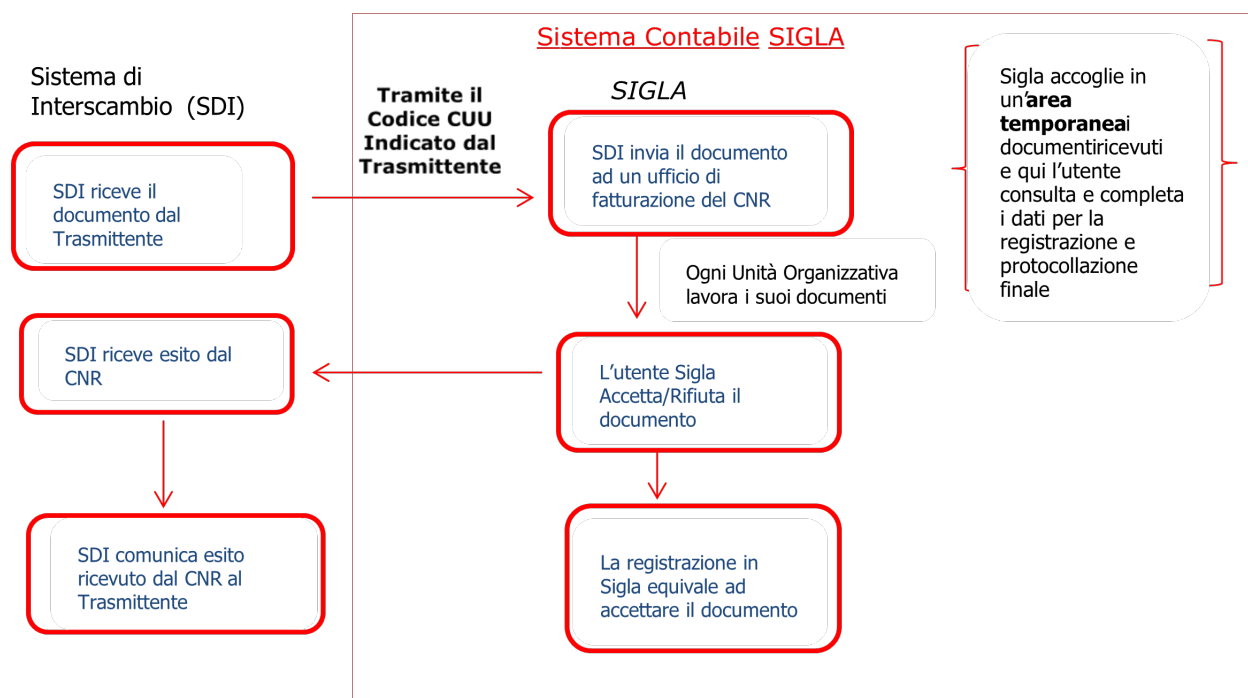 Sistema Contabile SIGLA
Sistema di
Interscambio (SDI)
Tramite il
Codice CUU
Indicato dal
Trasmittente
SIGLA
SDI riceve il
documento dal
Trasmittente
SDI invia il documento
ad un ufficio di
fatturazione del CNR
Sigla accoglie in
un'area
temporaneai
documentiricevuti
e qui l'utente
consulta e completa
i dati per la
registrazione e
protocollazione
finale
Ogni Unità Organizzativa
lavora i suoi documenti
SDI riceve esito dal
CNR
L'utente Sigla
Accetta/Rifiuta il
documento
SDI comunica esito
ricevuto dal CNR al
Trasmittente
La registrazione in
Sigla equivale ad
accettare il documento